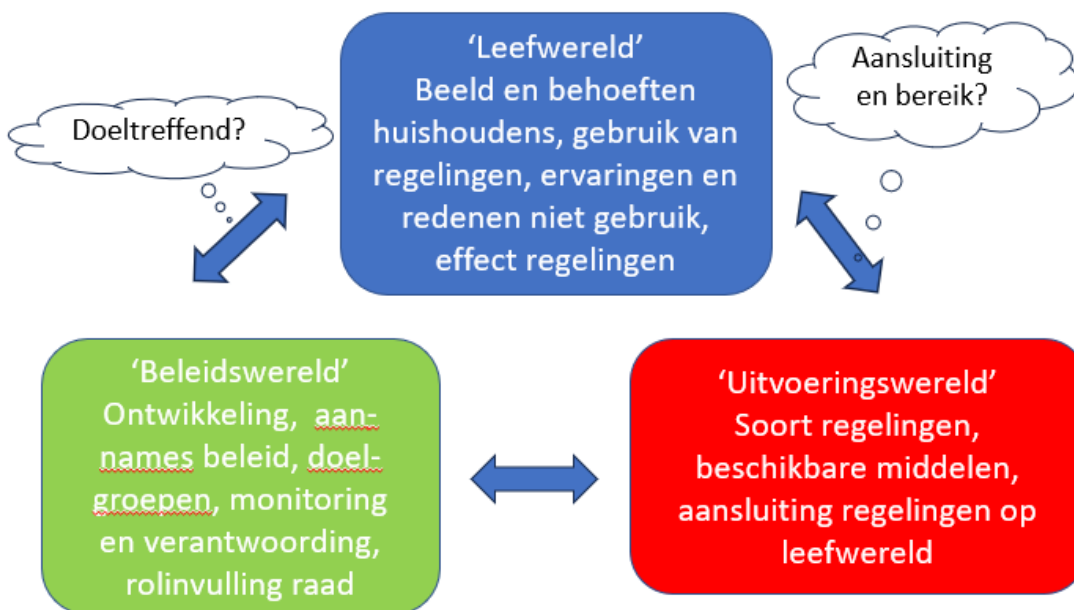 ‘Leefwereld’
Beeld en behoeften
huishoudens, gebruik van
regelingen, ervaringen en
redenen niet gebruik,
effect regelingen
Doeltreffend?
Aansluiting
en bereik?
‘Beleidswereld’
Ontwikkeling, aan-
names beleid, doel-
groepen, monitoring
en verantwoording,
rolinvulling raad
‘Uitvoeringswereld’
Soort regelingen,
beschikbare middelen,
aansluiting regelingen op
leefwereld